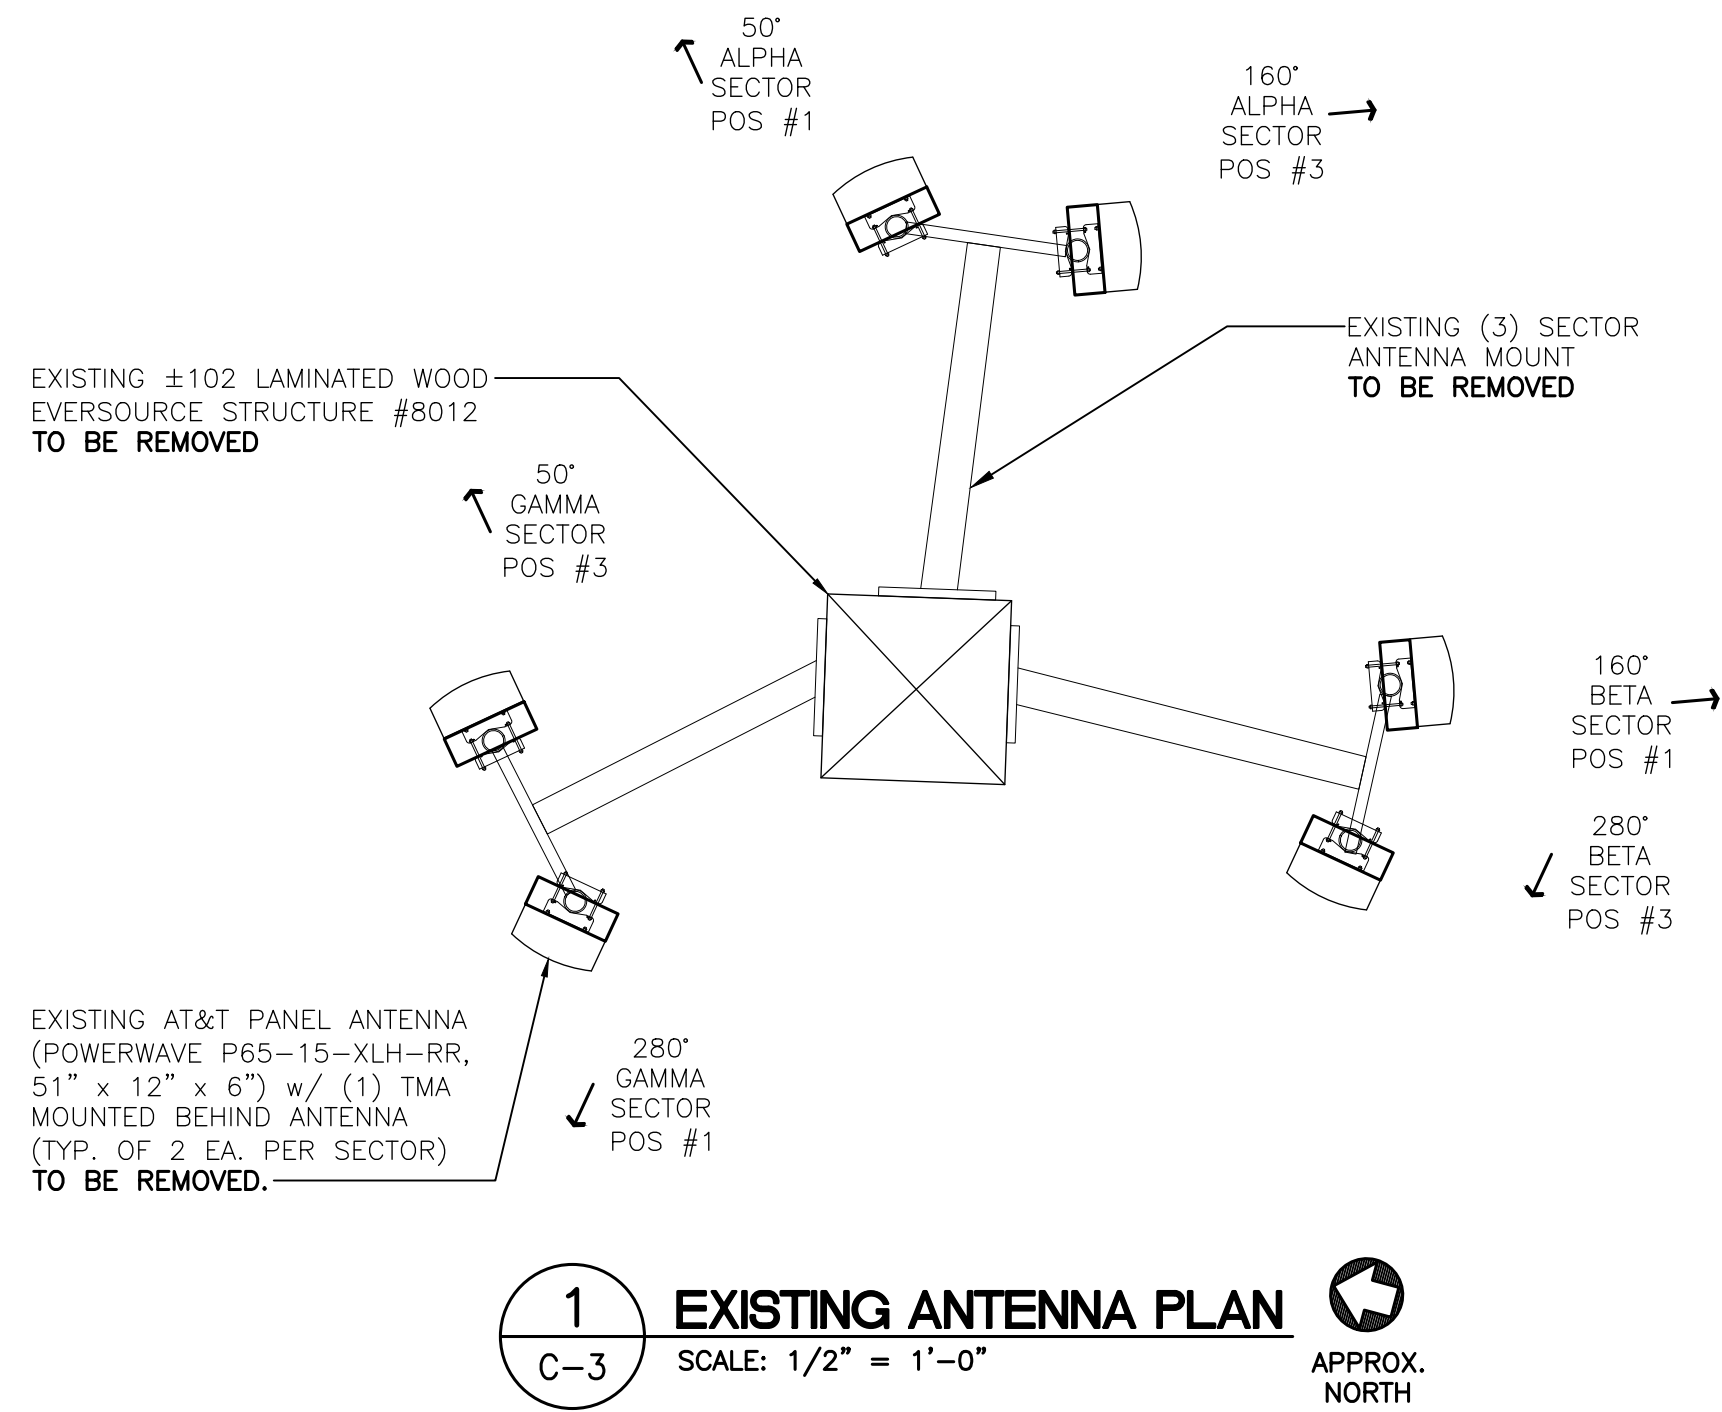 50°
ALPHA
SECTOR
POS #1
160°
ALPHA
SECTOR
POS #3
EXISTING (3) SECTOR
ANTENNA MOUNT
TO BE REMOVED
EXISTING ±102 LAMINATED WOOD
EVERSOURCE STRUCTURE #8012
TO BE REMOVED
50°
GAMMA
SECTOR
POS #3
160°
BETA
SECTOR
POS #1
280°
BETA
SECTOR
POS #3
EXISTING AT&T PANEL ANTENNA
(POWERWAVE P65-15-XLH-RR,
51" x 12" x 6") w/ (1) TMA
MOUNTED BEHIND ANTENNA
(TYP. OF 2 EA. PER SECTOR)
TO BE REMOVED.
280°
GAMMA
SECTOR
POS #1
1
C-3
EXISTING ANTENNA PLAN
SCALE: 1/2" = 1'-0"
APPROX.
NORTH